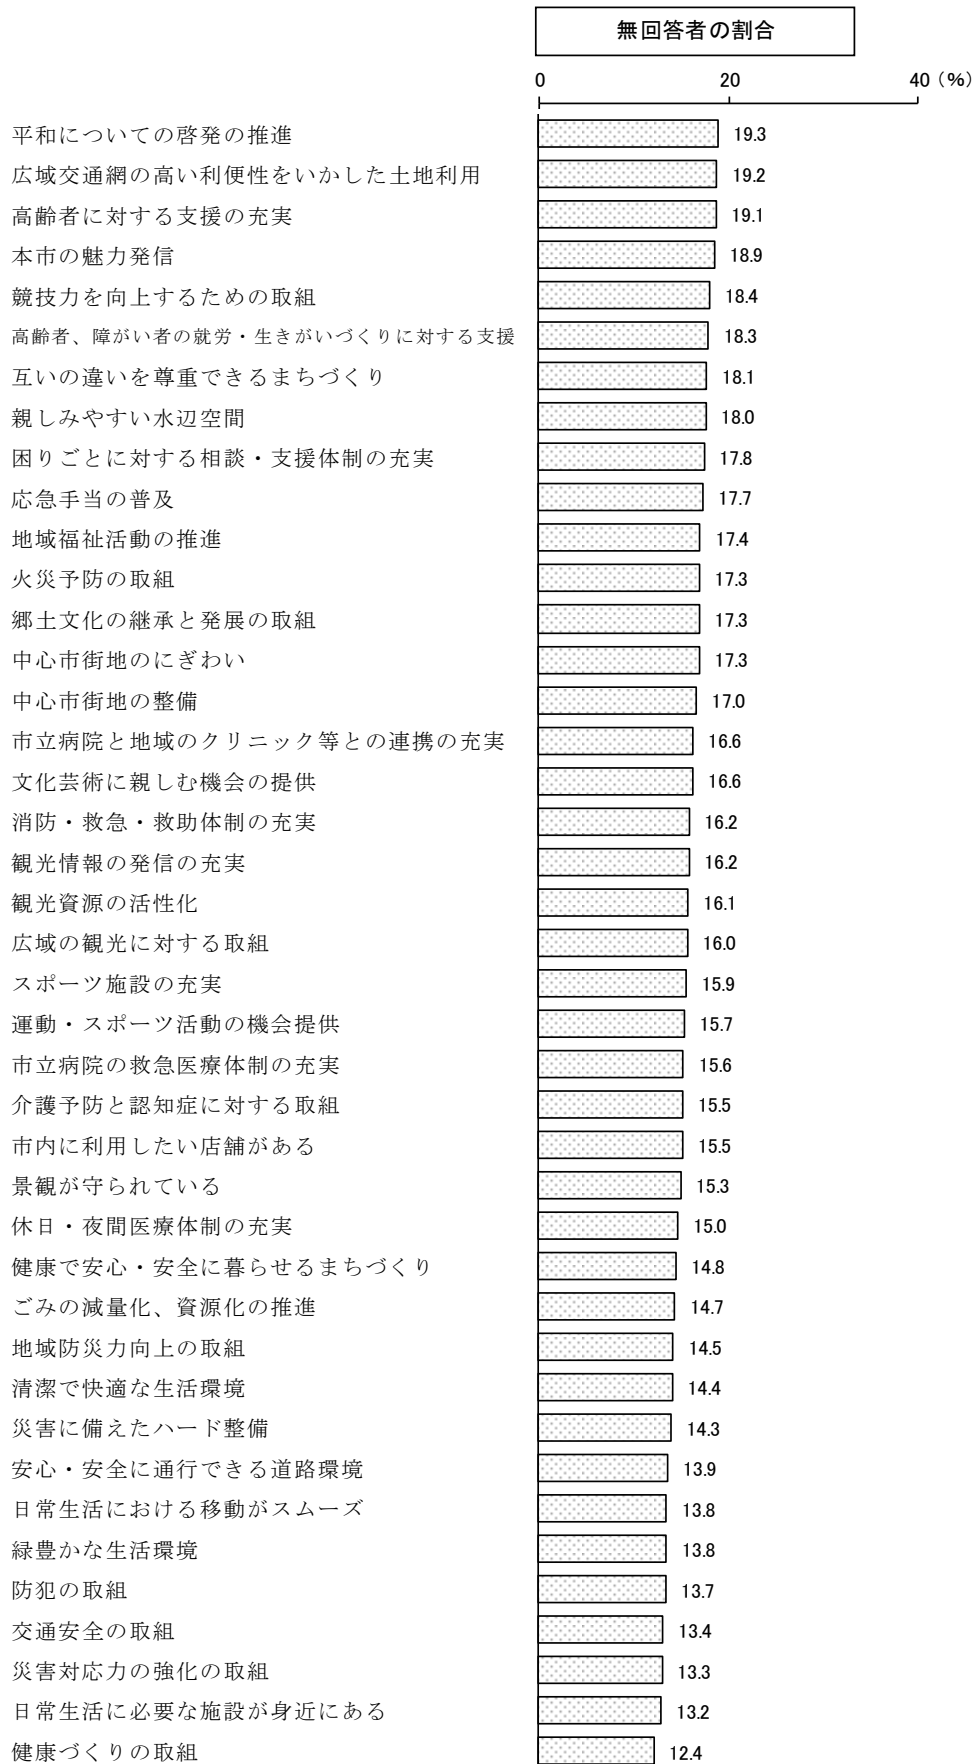 無回答者の割合
0 20 40 (%)
平和についての啓発の推進 19.3
広域交通網の高い利便性をいかした土地利用 19.2
高齢者に対する支援の充実 19.1
本市の魅力発信 18.9
競技力を向上するための取組 18.4
高齢者、障がい者の就労・生きがいづくりに対する支援 18.3
互いの違いを尊重できるまちづくり 18.1
親しみやすい水辺空間 18.0
困りごとに対する相談・支援体制の充実 17.8
応急手当の普及 17.7
地域福祉活動の推進 17.4
火災予防の取組 17.3
郷土文化の継承と発展の取組 17.3
中心市街地のにぎわい 17.3
中心市街地の整備 17.0
市立病院と地域のクリニック等との連携の充実 16.6
文化芸術に親しむ機会の提供 16.6
消防・救急・救助体制の充実 16.2
観光情報の発信の充実 16.2
観光資源の活性化 16.1
広域の観光に対する取組 16.0
スポーツ施設の充実 15.9
運動・スポーツ活動の機会提供 15.7
市立病院の救急医療体制の充実 15.6
介護予防と認知症に対する取組 15.5
市内に利用したい店舗がある 15.5
景観が守られている 15.3
休日・夜間医療体制の充実 15.0
健康で安心・安全に暮らせるまちづくり 14.8
ごみの減量化、資源化の推進 14.7
地域防災力向上の取組 14.5
清潔で快適な生活環境 14.4
災害に備えたハード整備 14.3
安心・安全に通行できる道路環境 13.9
日常生活における移動がスムーズ 13.8
緑豊かな生活環境 13.8
防犯の取組 13.7
交通安全の取組 13.4
災害対応力の強化の取組 13.3
日常生活に必要な施設が身近にある 13.2
健康づくりの取組 12.4